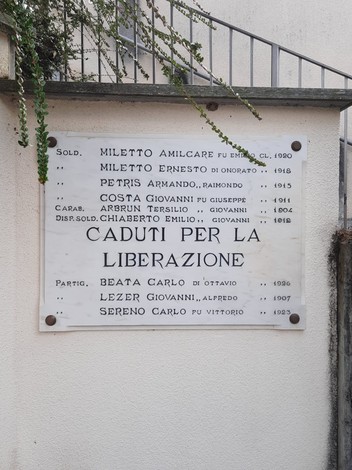 SOLD. MILETTO AMILCARE FU EMILIO CL. 1920
,, MILETTO ERNESTO DI ONORATO ,, 1918
,, PETRIS ARMANDO ,, RAIMONDO ,, 1915
,, COSTA GIOVANNI FU GIUSEPPE ,, 1911
CARAB. ARBRUN TERSILIO ,, GIOVANNI ,, 1904
DISP. SOLD. CHIABERTO EMILIO ,, GIOVANNI ,, 1912
CADUTI PER LA
LIBERAZIONE
PARTIG. BEATA CARLO DI OTTAVIO ,, 1926
,, LEZER GIOVANNI ,, ALFREDO ,, 1907
,, SERENO CARLO FU VITTORIO ,, 1923